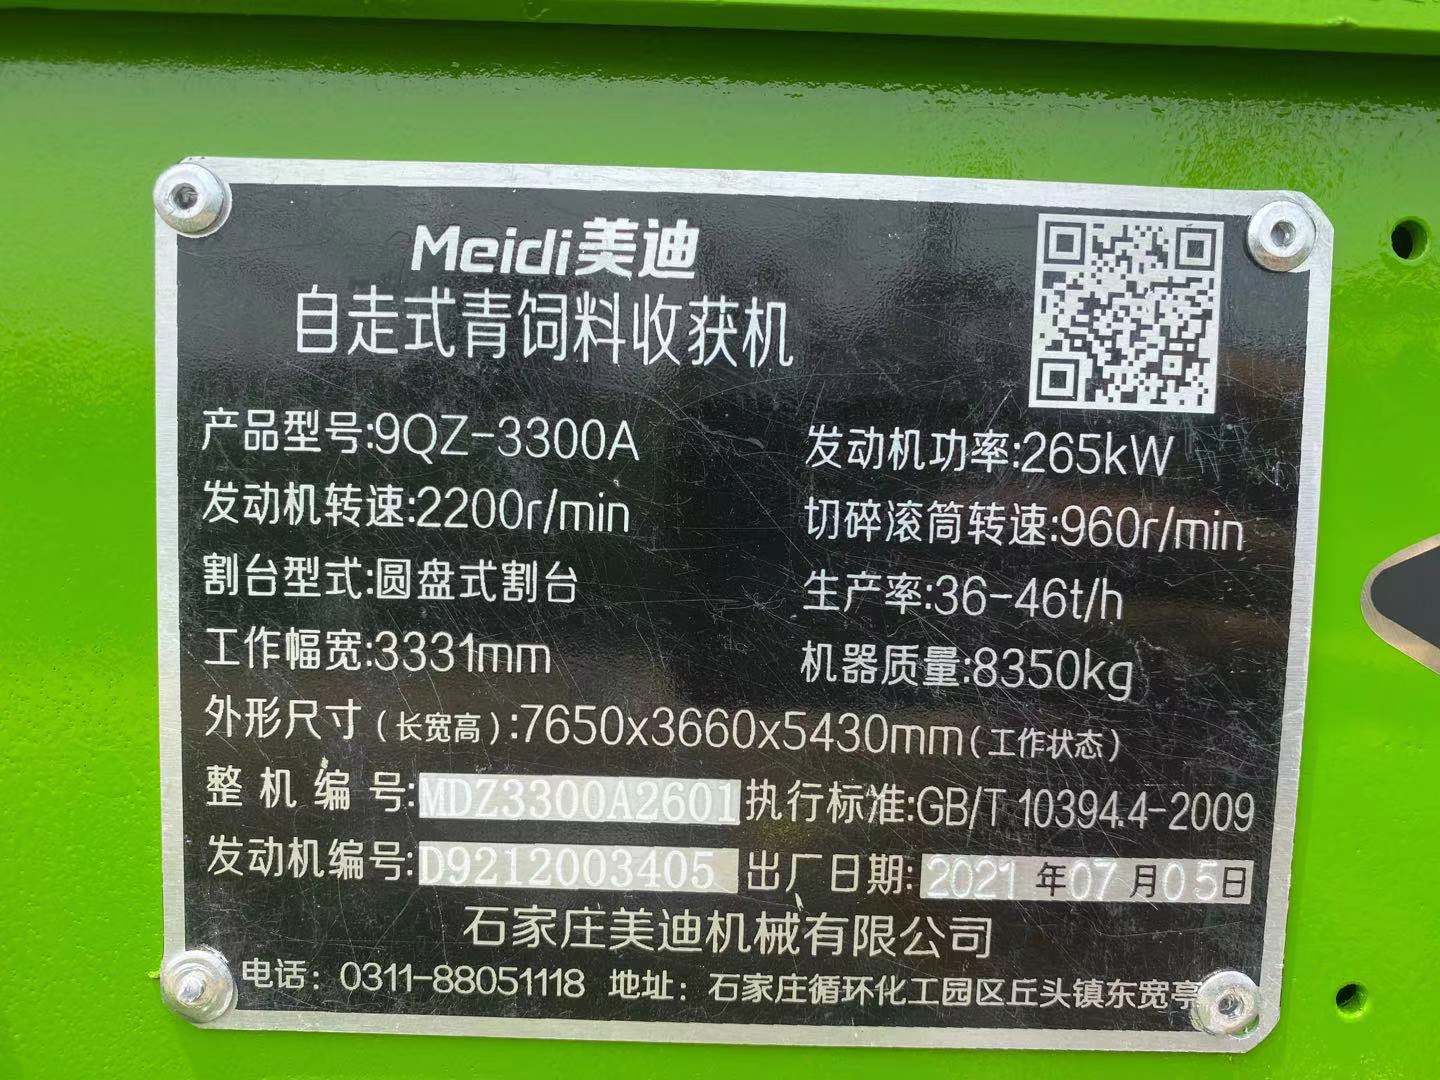 Meidi美迪
自走式青饲料收获机
产品型号:9QZ-3300A
发动机功率:265kW
发动机转速:2200r/min
切碎滚筒转速:960r/min
割台型式:圆盘式割台
生产率:36-46t/h
工作幅宽:3331mm
机器质量:8350kg
外形尺寸(长宽高):7650x3660x5430mm(工作状态)
整机编号:MDZ3300A2601 执行标准:GB/T 10394.4-2009
发动机编号:D9212003405 出厂日期:2021年07月05日
石家庄美迪机械有限公司
电话：0311-88051118 地址：石家庄循环化工园区丘头镇东宽亭